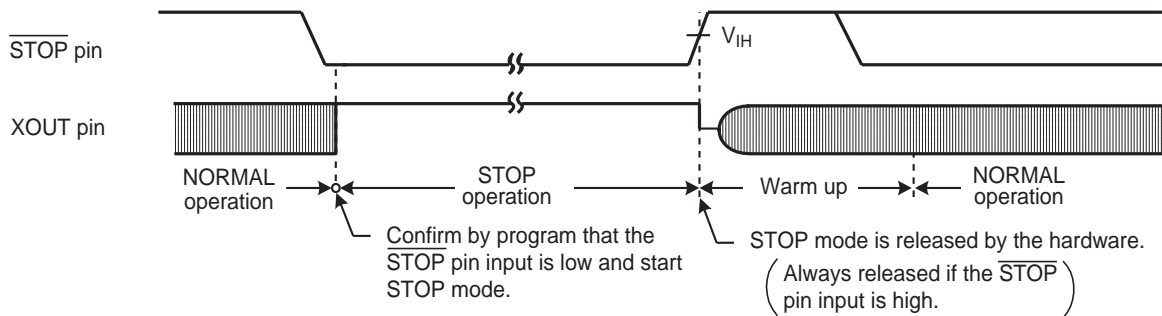 STOP pin
VIH
XOUT pin
NORMAL operation
STOP operation
Warm up
NORMAL operation
Confirm by program that the
STOP pin input is low and start
STOP mode.
STOP mode is released by the hardware.
(Always released if the STOP
pin input is high.)